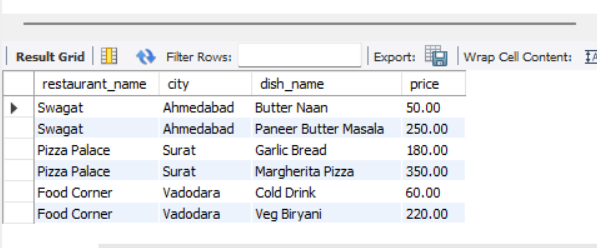 Result Grid Filter Rows: Export: Wrap Cell Content:
restaurant_name city dish_name price
Swagat Ahmedabad Butter Naan 50.00
Swagat Ahmedabad Paneer Butter Masala 250.00
Pizza Palace Surat Garlic Bread 180.00
Pizza Palace Surat Margherita Pizza 350.00
Food Corner Vadodara Cold Drink 60.00
Food Corner Vadodara Veg Biryani 220.00